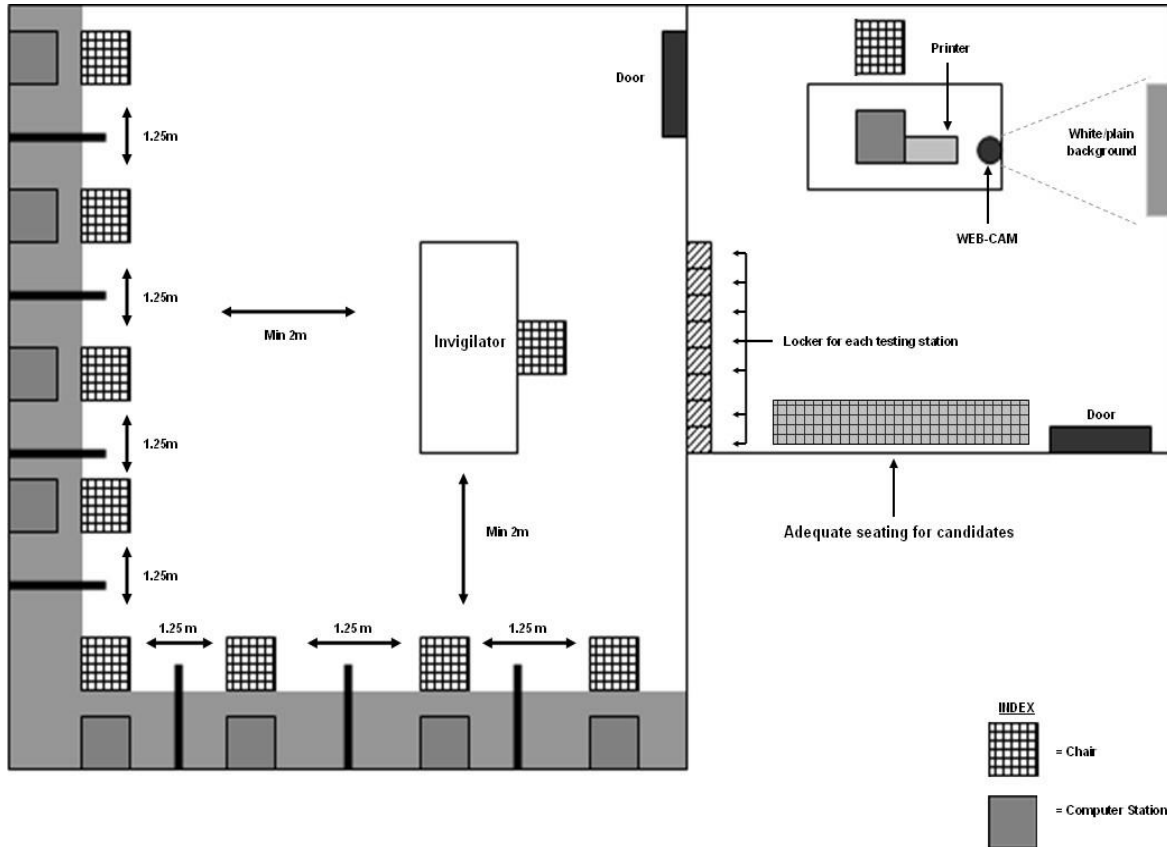 Printer
Door
1.25m
White/plain
background
WEB-CAM
1.25m
Min 2m
Invigilator
Locker for each testing station
Door
1.25m
Min 2m
Adequate seating for candidates
1.25m
1.25 m
1.25 m
1.25 m
INDEX
= Chair
= Computer Station